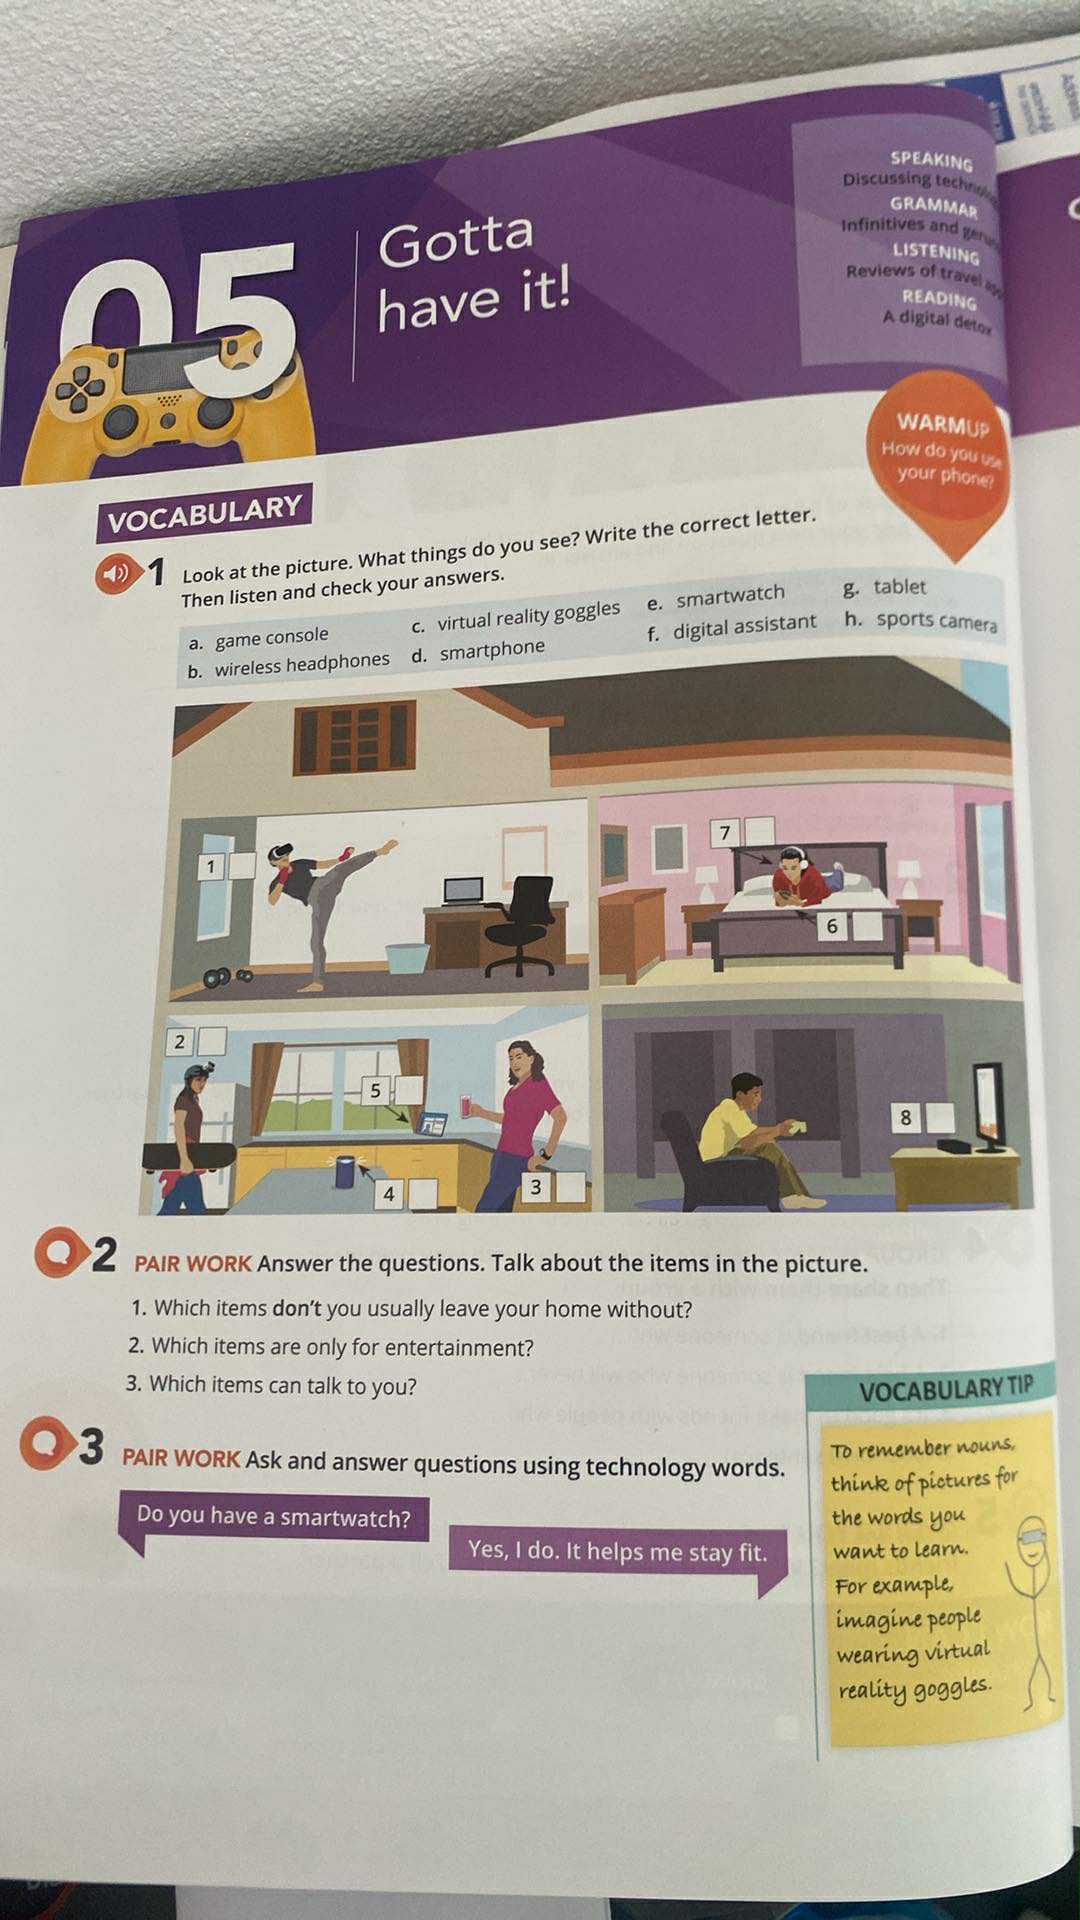 05
Gotta
have it!
SPEAKING
Discussing
GRAMMAR
Infinitives and
LISTENING
Reviews of travel
READING
A digital detox
WARMUP
How do you use
your phone?
VOCABULARY
1 Look at the picture. What things do you see? Write the correct letter.
Then listen and check your answers.
a. game console
b. wireless headphones
c. virtual reality goggles
d. smartphone
e. smartwatch
f. digital assistant
g. tablet
h. sports camera
1
7
6
2
5
4
3
8
2 PAIR WORK Answer the questions. Talk about the items in the picture.
1. Which items don't you usually leave your home without?
2. Which items are only for entertainment?
3. Which items can talk to you?
3 PAIR WORK Ask and answer questions using technology words.
Do you have a smartwatch?
Yes, I do. It helps me stay fit.
VOCABULARY TIP
To remember nouns,
think of pictures for
the words you
want to learn.
For example,
imagine people
wearing virtual
reality goggles.